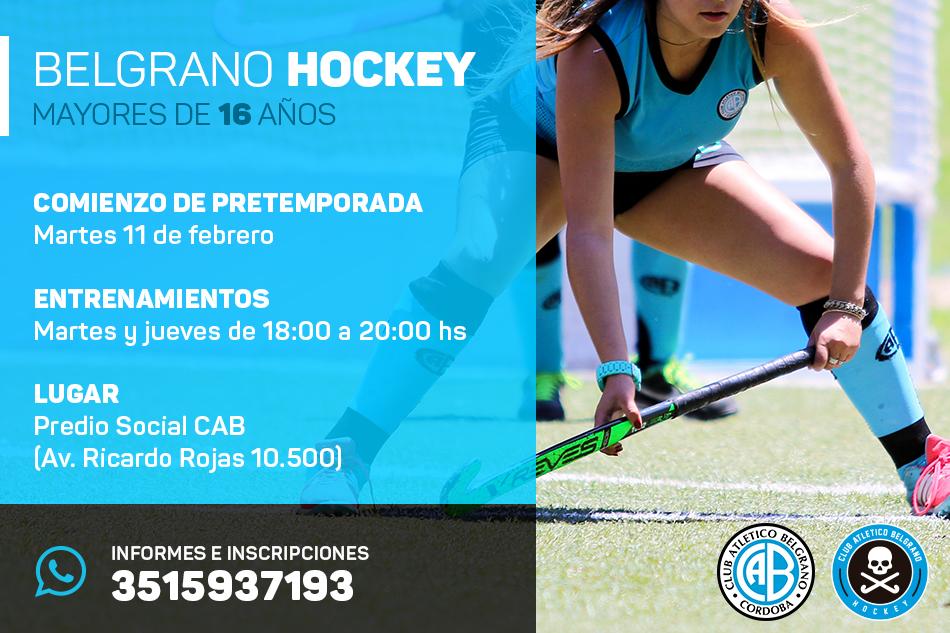 BELGRANO HOCKEY
MAYORES DE 16 AÑOS
COMIENZO DE PRETEMPORADA
Martes 11 de febrero
ENTRENAMIENTOS
Martes y jueves de 18:00 a 20:00 hs
LUGAR
Predio Social CAB
(Av. Ricardo Rojas 10.500)
INFORMES E INSCRIPCIONES
3515937193
REVES
CLUB ATLETICO BELGRANO
CAB
CORDOBA
CLUB ATLETICO BELGRANO
HOCKEY